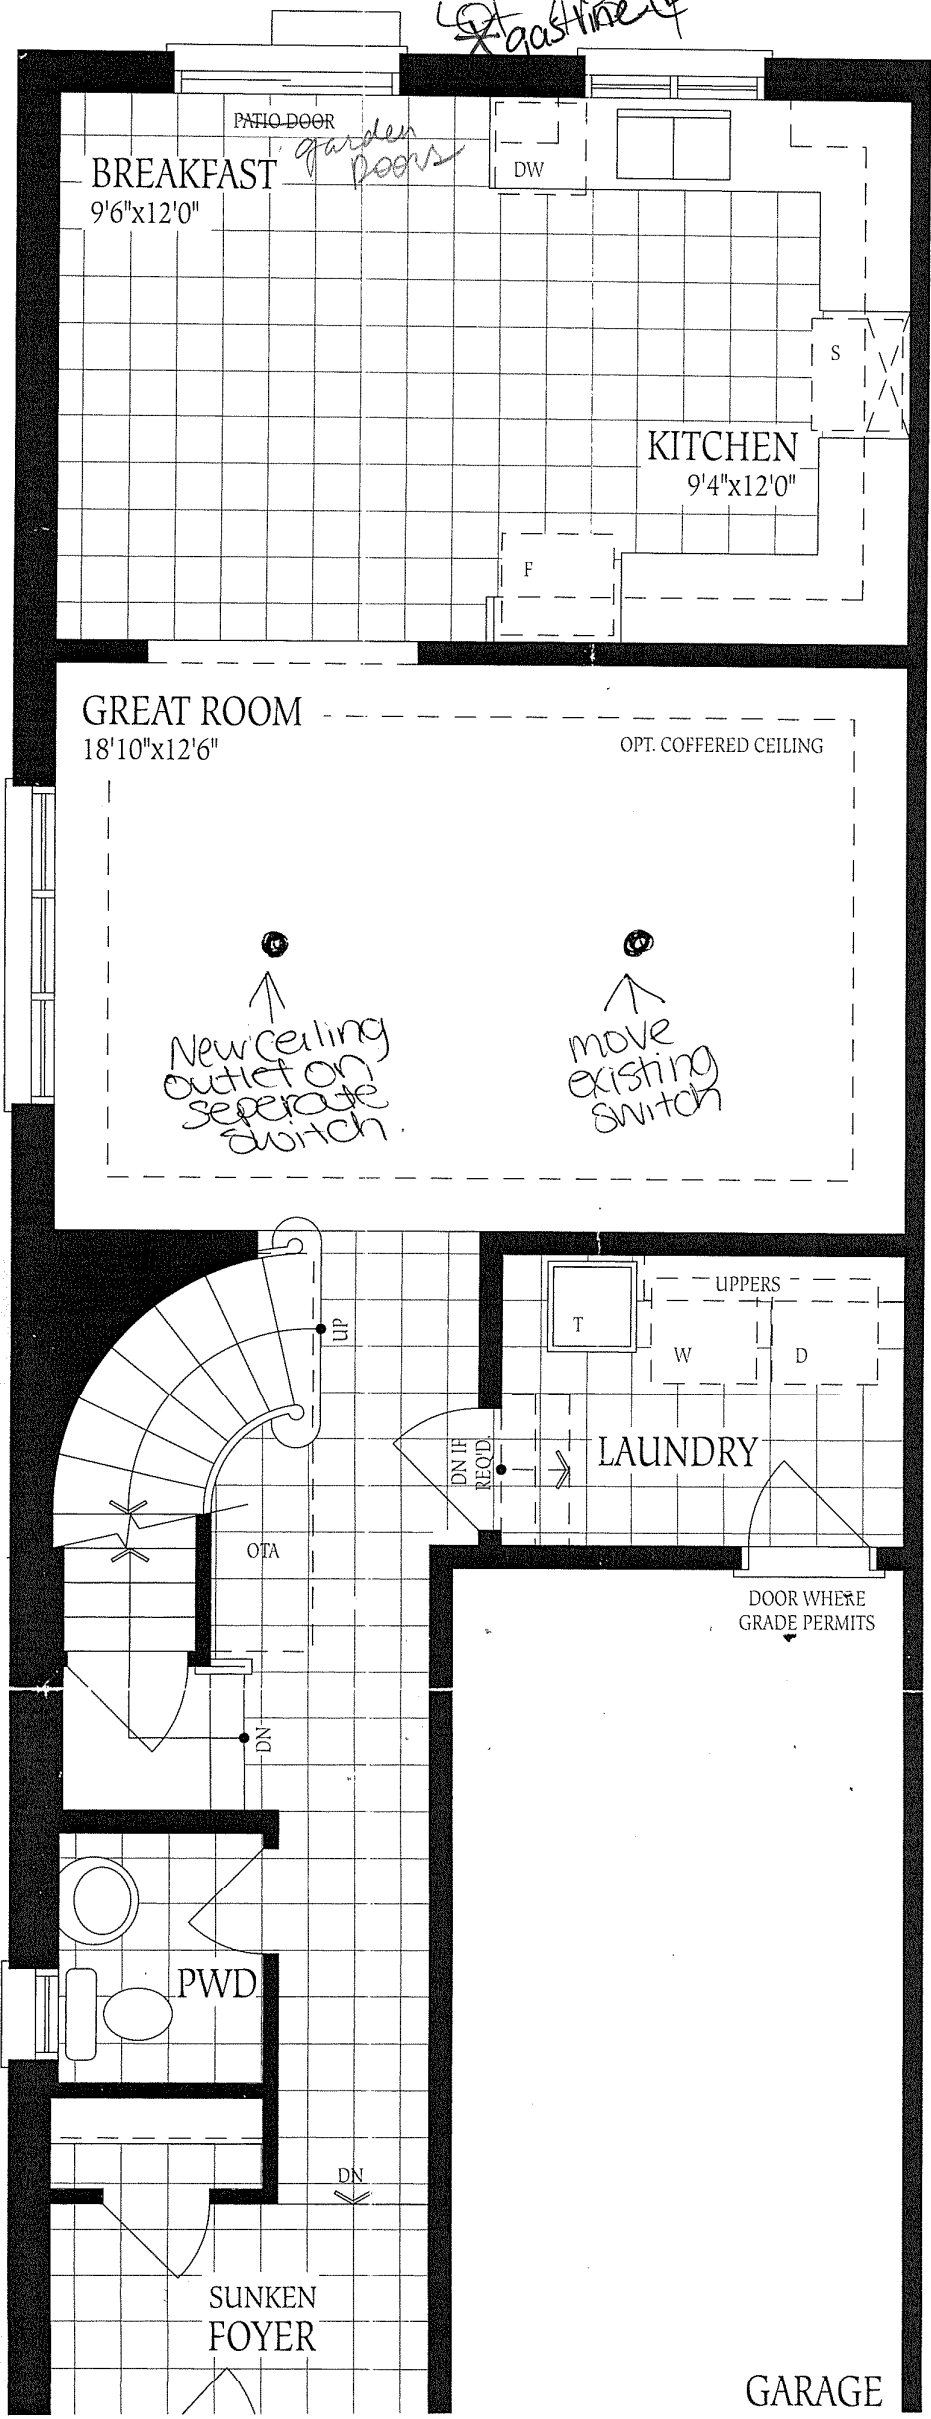 gasline
PATIO DOOR
garden
Doors
BREAKFAST
9'6"x12'0"
DW
S
KITCHEN
9'4"x12'0"
F
GREAT ROOM
18'10"x12'6"
OPT. COFFERED CEILING
New ceiling
outlet on
seperate
switch.
move
existing
switch
UP
UPPERS
T
W
D
DN IF
REQ'D.
LAUNDRY
OTA
DOOR WHERE
GRADE PERMITS
DN
PWD
DN
SUNKEN
FOYER
GARAGE